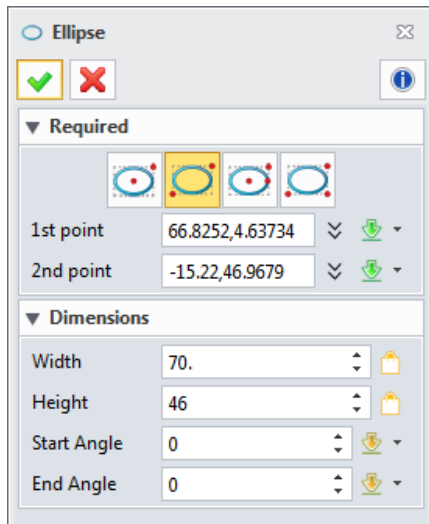 Ellipse
Required
1st point 66.8252,4.63734
2nd point -15.22,46.9679
Dimensions
Width 70.
Height 46
Start Angle 0
End Angle 0